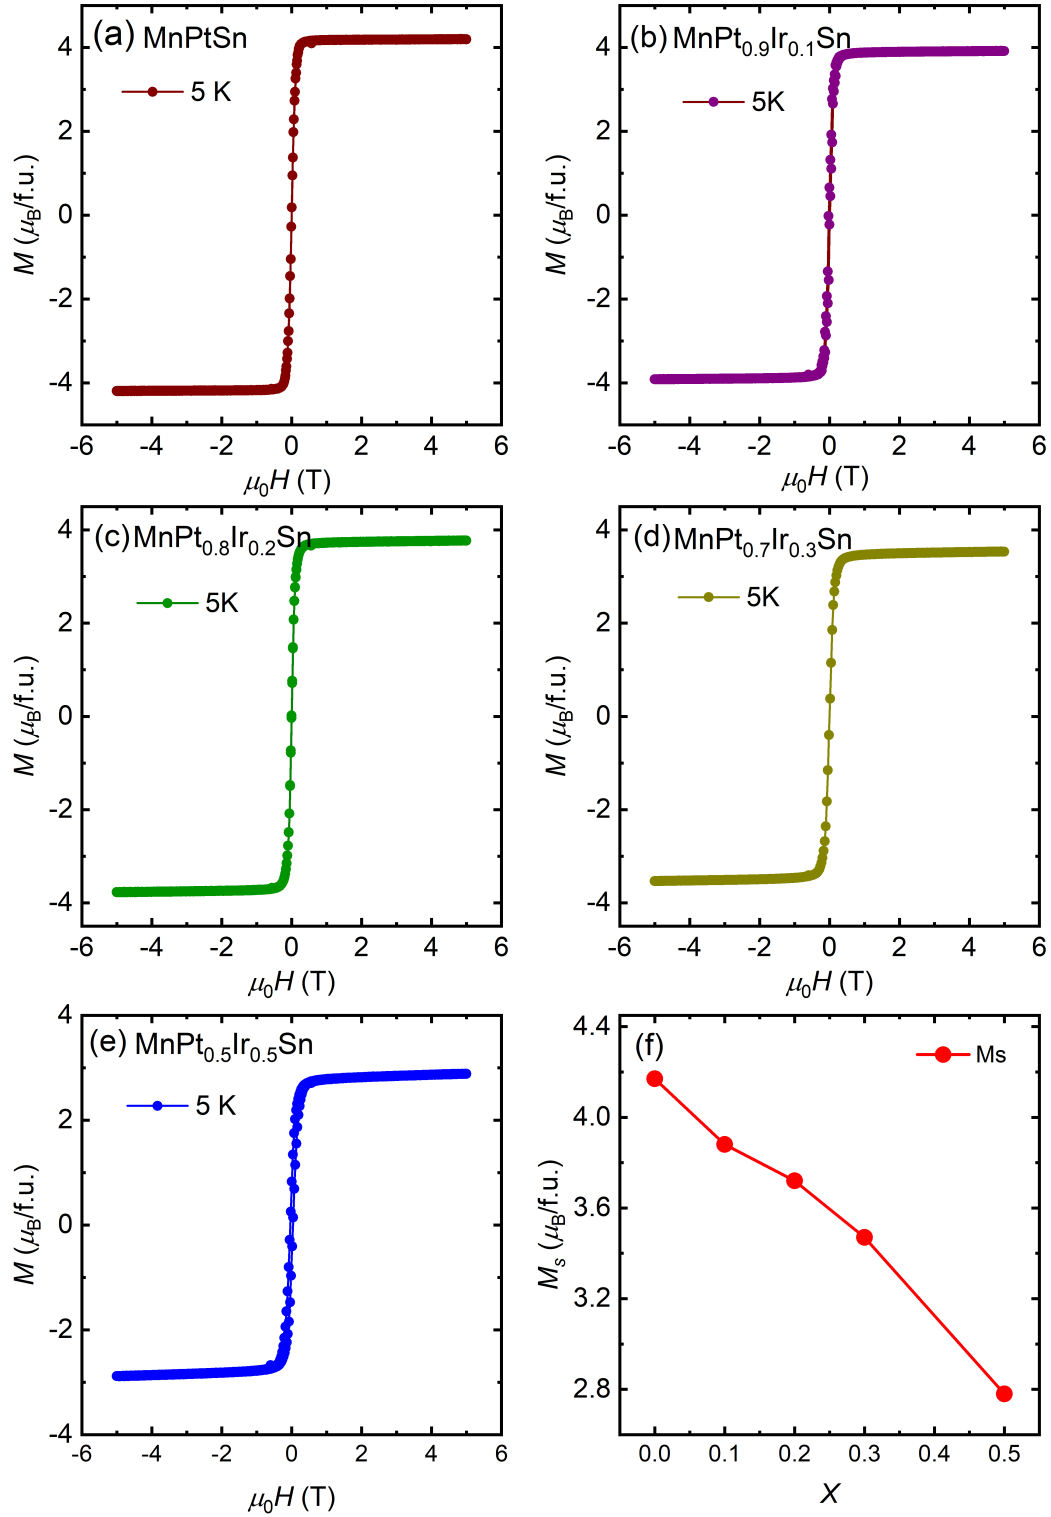 (a) MnPtSn
5 K
4
2
0
-2
-4
M (μB/f.u.)
-6 -4 -2 0 2 4 6
μ0H (T)
(b) MnPt0.9Ir0.1Sn
5K
4
2
0
-2
-4
M (μB/f.u.)
-6 -4 -2 0 2 4 6
μ0H (T)
(c) MnPt0.8Ir0.2Sn
5K
4
2
0
-2
-4
M (μB/f.u.)
-6 -4 -2 0 2 4 6
μ0H (T)
(d) MnPt0.7Ir0.3Sn
5K
4
2
0
-2
-4
M (μB/f.u.)
-6 -4 -2 0 2 4 6
μ0H (T)
(e) MnPt0.5Ir0.5Sn
5 K
4
2
0
-2
-4
M (μB/f.u.)
-6 -4 -2 0 2 4 6
μ0H (T)
(f)
Ms
4.4
4.0
3.6
3.2
2.8
Ms (μB/f.u.)
0.0 0.1 0.2 0.3 0.4 0.5
X